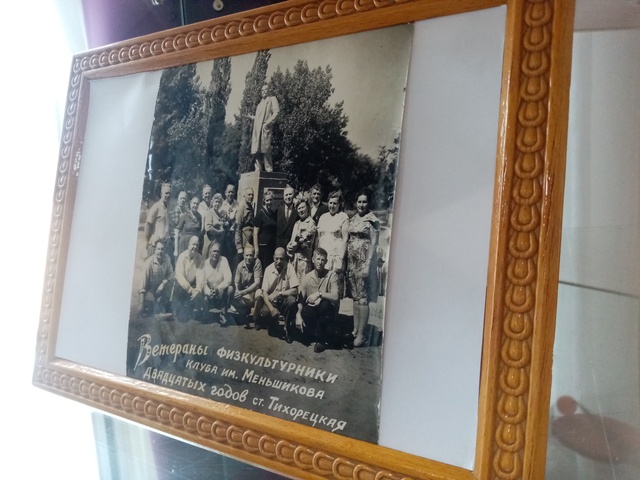 Ветераны физкультурники
клуба им. Меньшикова
двадцатых годов ст. Тихорецкая